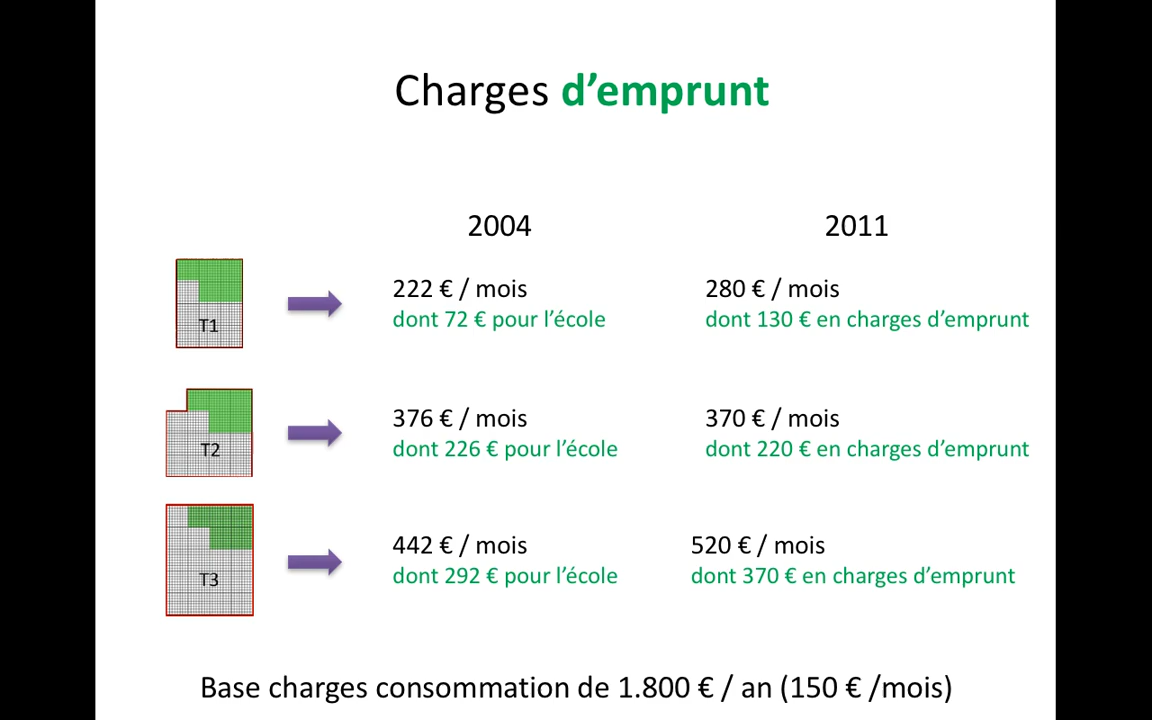 Charges d’emprunt
2004 2011
T1
222 € / mois 280 € / mois
dont 72 € pour l’école dont 130 € en charges d’emprunt
T2
376 € / mois 370 € / mois
dont 226 € pour l’école dont 220 € en charges d’emprunt
T3
442 € / mois 520 € / mois
dont 292 € pour l’école dont 370 € en charges d’emprunt
Base charges consommation de 1.800 € / an (150 € /mois)